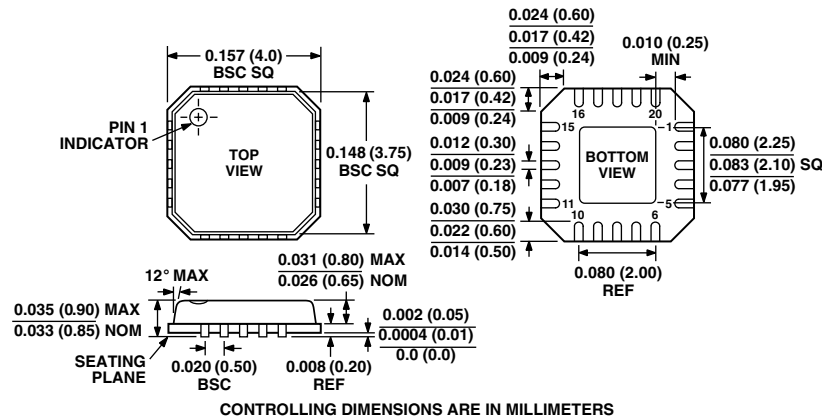 0.157 (4.0)
BSC SQ
PIN 1
INDICATOR
TOP
VIEW
0.148 (3.75)
BSC SQ
0.024 (0.60)
0.017 (0.42)
0.009 (0.24)
0.010 (0.25)
MIN
0.024 (0.60)
0.017 (0.42)
0.009 (0.24)
16
20
15
1
0.012 (0.30)
0.009 (0.23)
0.007 (0.18)
BOTTOM
VIEW
0.080 (2.25)
0.083 (2.10) SQ
0.077 (1.95)
11
5
10
6
0.030 (0.75)
0.022 (0.60)
0.014 (0.50)
0.080 (2.00)
REF
12° MAX
0.031 (0.80) MAX
0.026 (0.65) NOM
0.035 (0.90) MAX
0.033 (0.85) NOM
0.002 (0.05)
0.0004 (0.01)
0.0 (0.0)
SEATING
PLANE
0.020 (0.50)
BSC
0.008 (0.20)
REF
CONTROLLING DIMENSIONS ARE IN MILLIMETERS